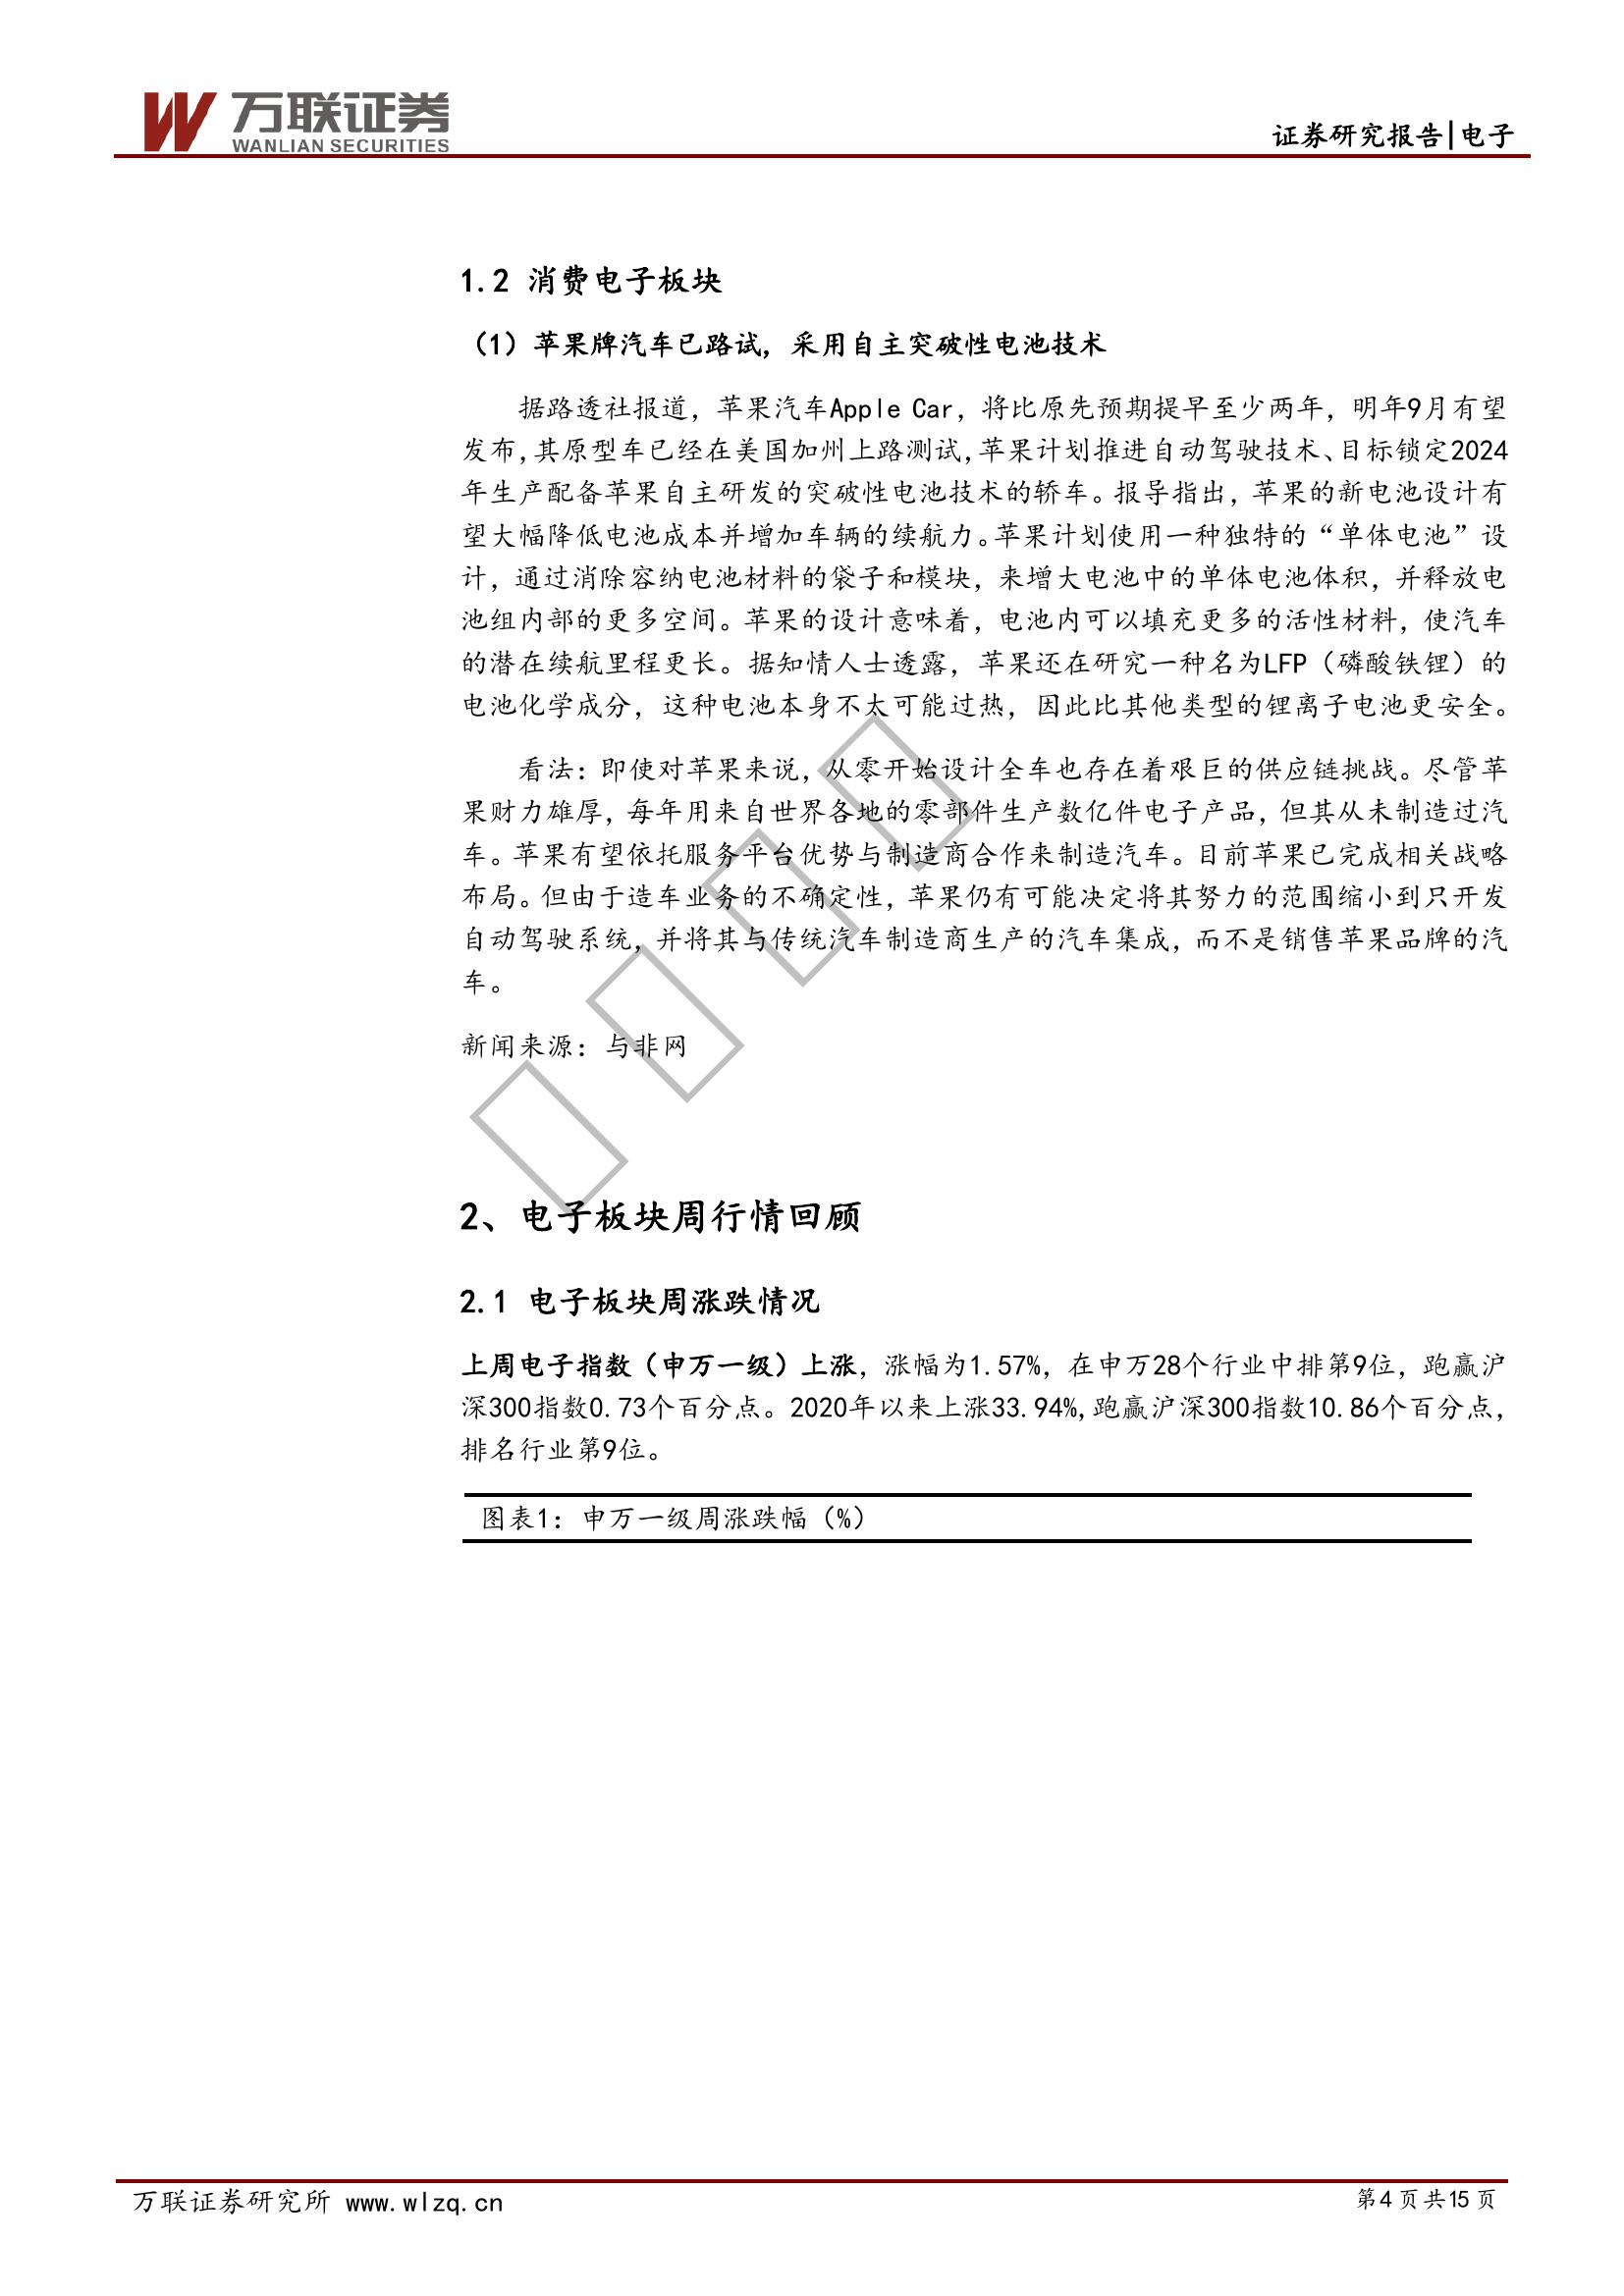 万联证券
WANLIAN SECURITIES
证券研究报告|电子
1.2 消费电子板块
（1）苹果牌汽车已路试，采用自主突破性电池技术
据路透社报道，苹果汽车Apple Car，将比原先预期提早至少两年，明年9月有望
发布,其原型车已经在美国加州上路测试,苹果计划推进自动驾驶技术、目标锁定2024
年生产配备苹果自主研发的突破性电池技术的轿车。报导指出，苹果的新电池设计有
望大幅降低电池成本并增加车辆的续航力。苹果计划使用一种独特的“单体电池”设
计，通过消除容纳电池材料的袋子和模块，来增大电池中的单体电池体积，并释放电
池组内部的更多空间。苹果的设计意味着，电池内可以填充更多的活性材料，使汽车
的潜在续航里程更长。据知情人士透露，苹果还在研究一种名为LFP（磷酸铁锂）的
电池化学成分，这种电池本身不太可能过热，因此比其他类型的锂离子电池更安全。
看法：即使对苹果来说，从零开始设计全车也存在着艰巨的供应链挑战。尽管苹
果财力雄厚，每年用来自世界各地的零部件生产数亿件电子产品，但其从未制造过汽
车。苹果有望依托服务平台优势与制造商合作来制造汽车。目前苹果已完成相关战略
布局。但由于造车业务的不确定性，苹果仍有可能决定将其努力的范围缩小到只开发
自动驾驶系统，并将其与传统汽车制造商生产的汽车集成，而不是销售苹果品牌的汽
车。
新闻来源：与非网
2、电子板块周行情回顾
2.1 电子板块周涨跌情况
上周电子指数（申万一级）上涨，涨幅为1.57%，在申万28个行业中排第9位，跑赢沪
深300指数0.73个百分点。2020年以来上涨33.94%,跑赢沪深300指数10.86个百分点，
排名行业第9位。
图表1：申万一级周涨跌幅（%）
万联证券研究所 www.wlzq.cn
第4页共15页